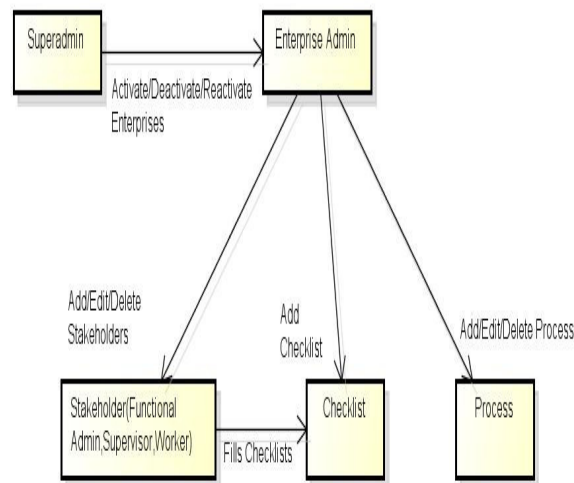 Superadmin
Enterprise Admin
Activate/Deactivate/Reactivate
Enterprises
Add/Edit/Delete
Stakeholders
Add
Checklist
Add/Edit/Delete Process
Stakeholder(Functional
Admin,Supervisor,Worker)
Fills Checklists
Checklist
Process